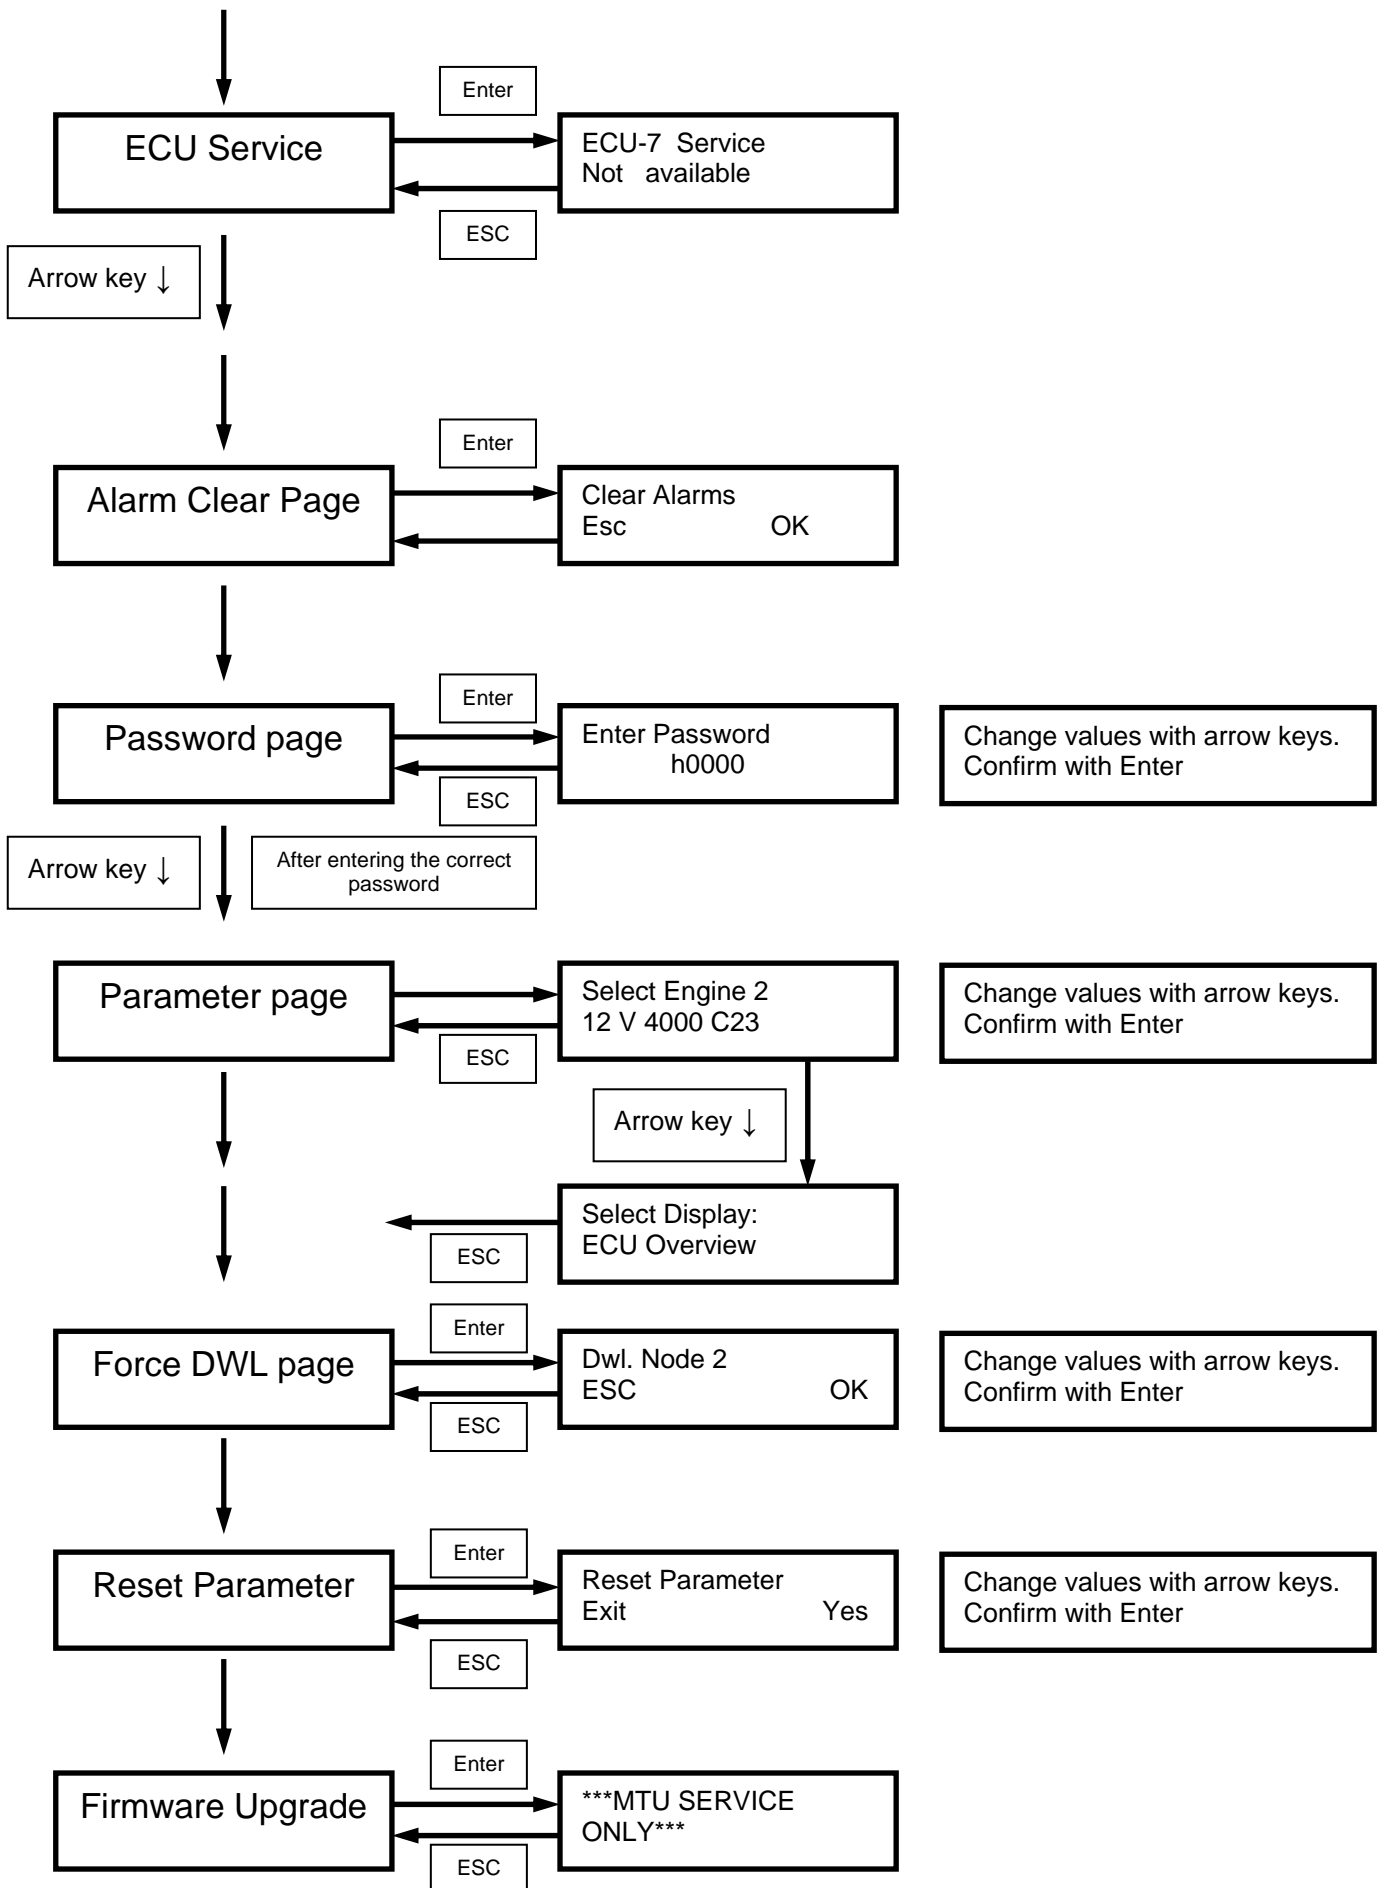 Enter
ECU Service
ECU-7 Service
Not available
ESC
Arrow key ↓
Enter
Alarm Clear Page
Clear Alarms
Esc OK
Enter
Password page
Enter Password
h0000
Change values with arrow keys.
Confirm with Enter
ESC
Arrow key ↓
After entering the correct
password
Parameter page
Select Engine 2
12 V 4000 C23
Change values with arrow keys.
Confirm with Enter
ESC
Arrow key ↓
Select Display:
ECU Overview
ESC
Enter
Force DWL page
Dwl. Node 2
ESC OK
Change values with arrow keys.
Confirm with Enter
ESC
Enter
Reset Parameter
Reset Parameter
Exit Yes
Change values with arrow keys.
Confirm with Enter
ESC
Enter
Firmware Upgrade
***MTU SERVICE
ONLY***
ESC